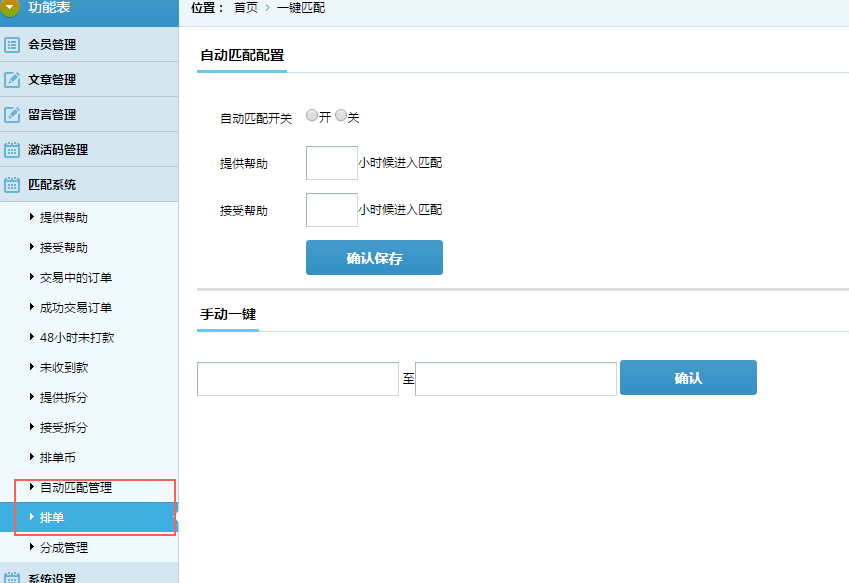 功能表
位置： 首页 > 一键匹配
会员管理
文章管理
留言管理
激活码管理
匹配系统
提供帮助
接受帮助
交易中的订单
成功交易订单
48小时未打款
未收到款
提供拆分
接受拆分
排单币
自动匹配管理
排单
分成管理
系统设置
自动匹配配置
自动匹配开关 开 关
提供帮助 小时候进入匹配
接受帮助 小时候进入匹配
确认保存
手动一键
至 确认